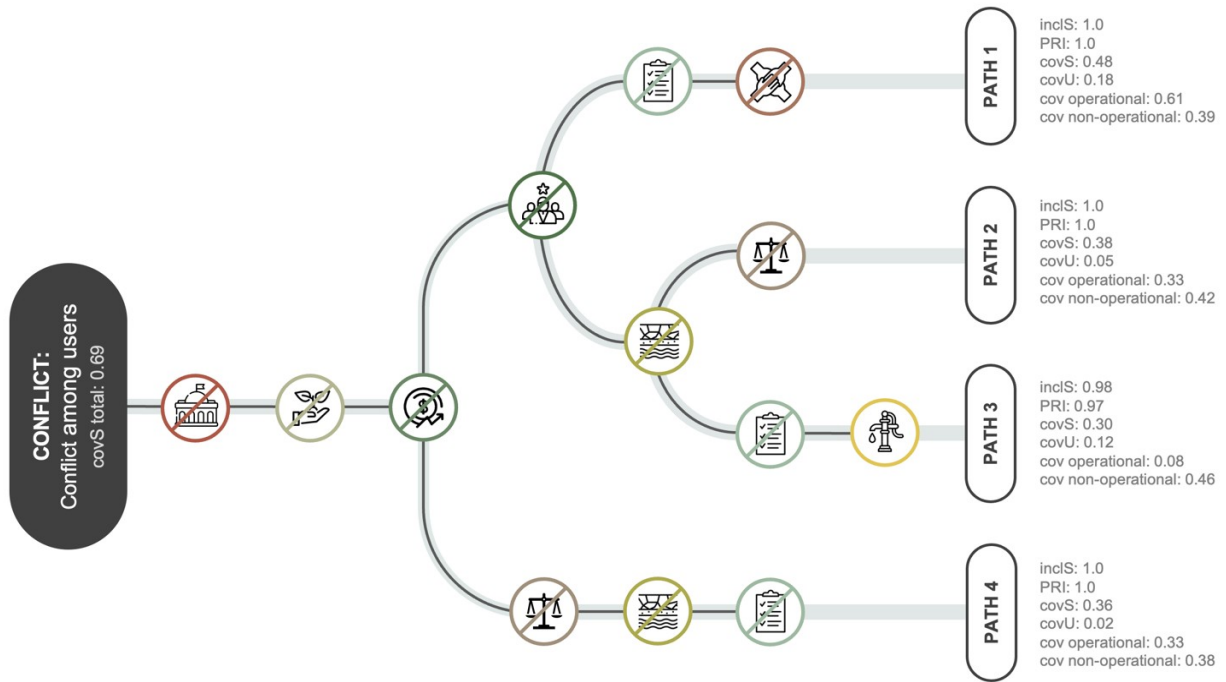 CONFLICT:
Conflict among users
covS total: 0.69
PATH 1
inclS: 1.0
PRI: 1.0
covS: 0.48
covU: 0.18
cov operational: 0.61
cov non-operational: 0.39
PATH 2
inclS: 1.0
PRI: 1.0
covS: 0.38
covU: 0.05
cov operational: 0.33
cov non-operational: 0.42
PATH 3
inclS: 0.98
PRI: 0.97
covS: 0.30
covU: 0.12
cov operational: 0.08
cov non-operational: 0.46
PATH 4
inclS: 1.0
PRI: 1.0
covS: 0.36
covU: 0.02
cov operational: 0.33
cov non-operational: 0.38